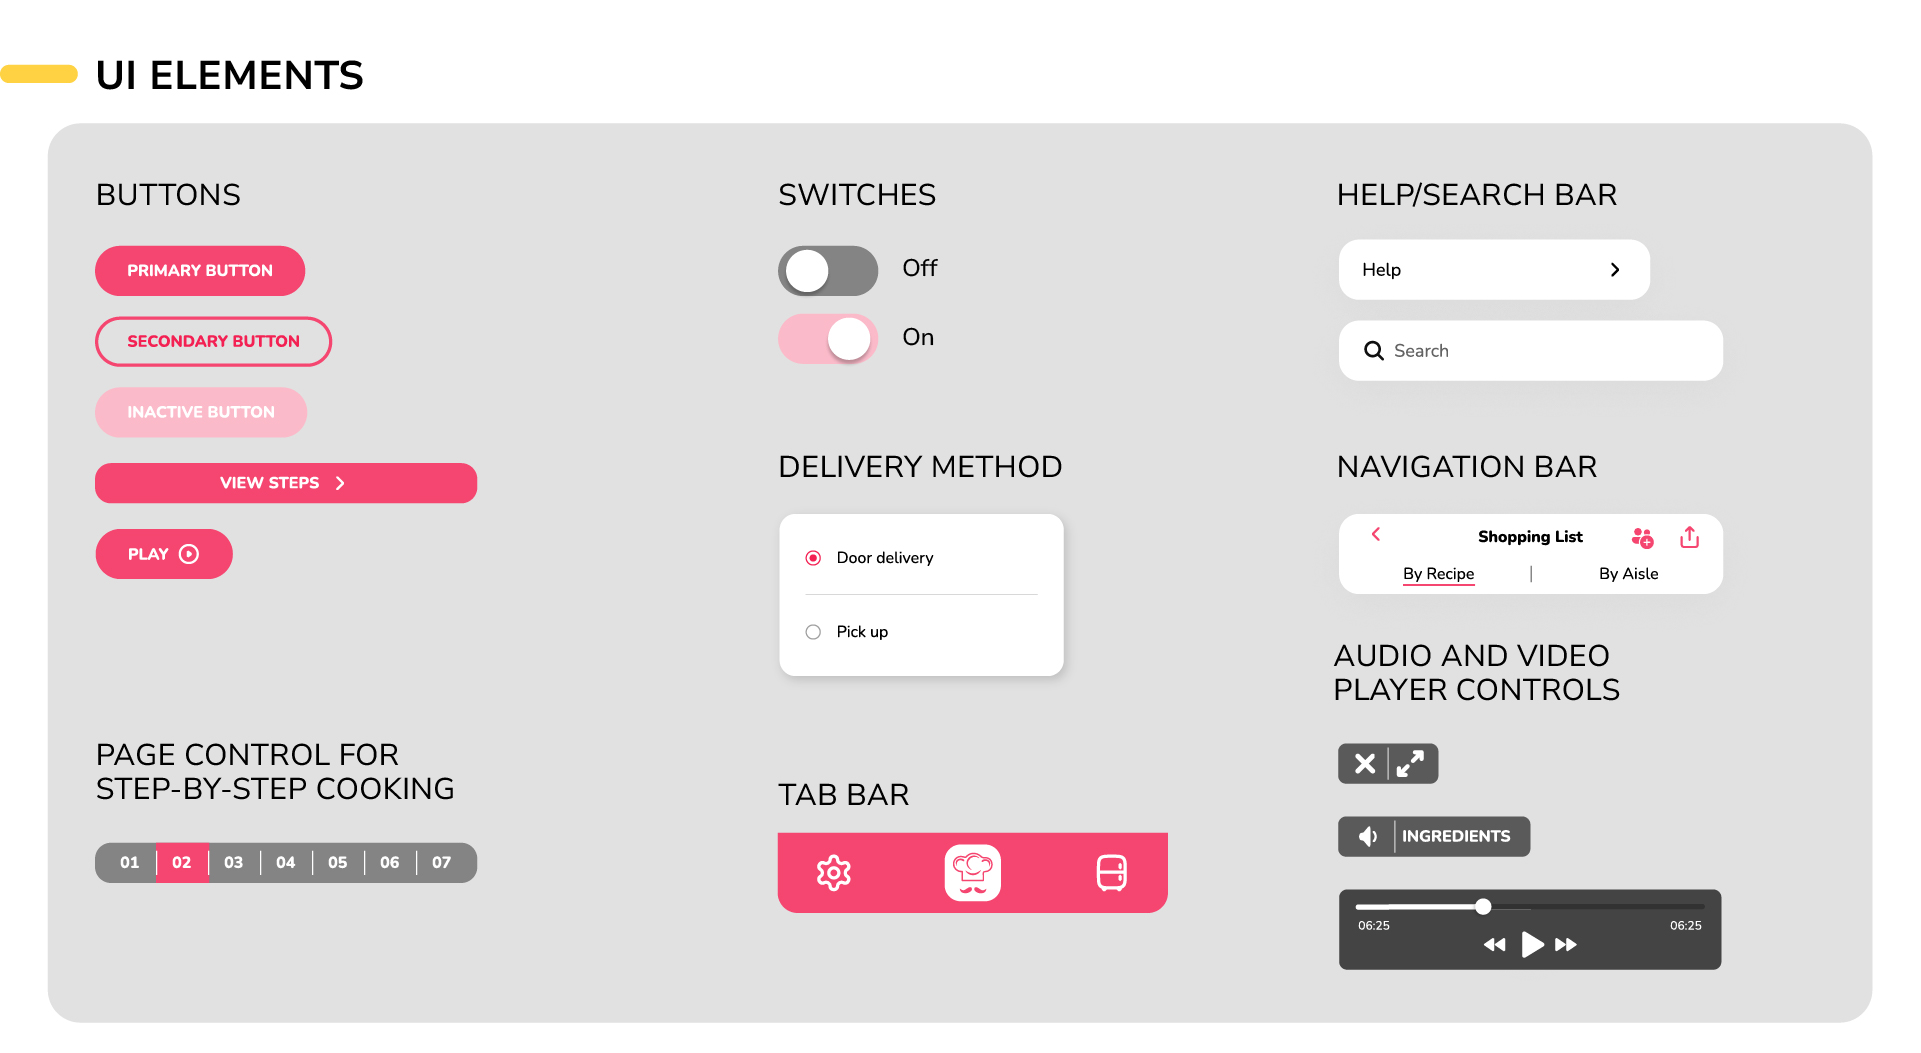 UI ELEMENTS
BUTTONS
PRIMARY BUTTON
SECONDARY BUTTON
INACTIVE BUTTON
VIEW STEPS
PLAY
PAGE CONTROL FOR
STEP-BY-STEP COOKING
01 02 03 04 05 06 07
SWITCHES
Off
On
DELIVERY METHOD
Door delivery
Pick up
TAB BAR
HELP/SEARCH BAR
Help
Search
NAVIGATION BAR
Shopping List
By Recipe | By Aisle
AUDIO AND VIDEO
PLAYER CONTROLS
INGREDIENTS
06:25 06:25